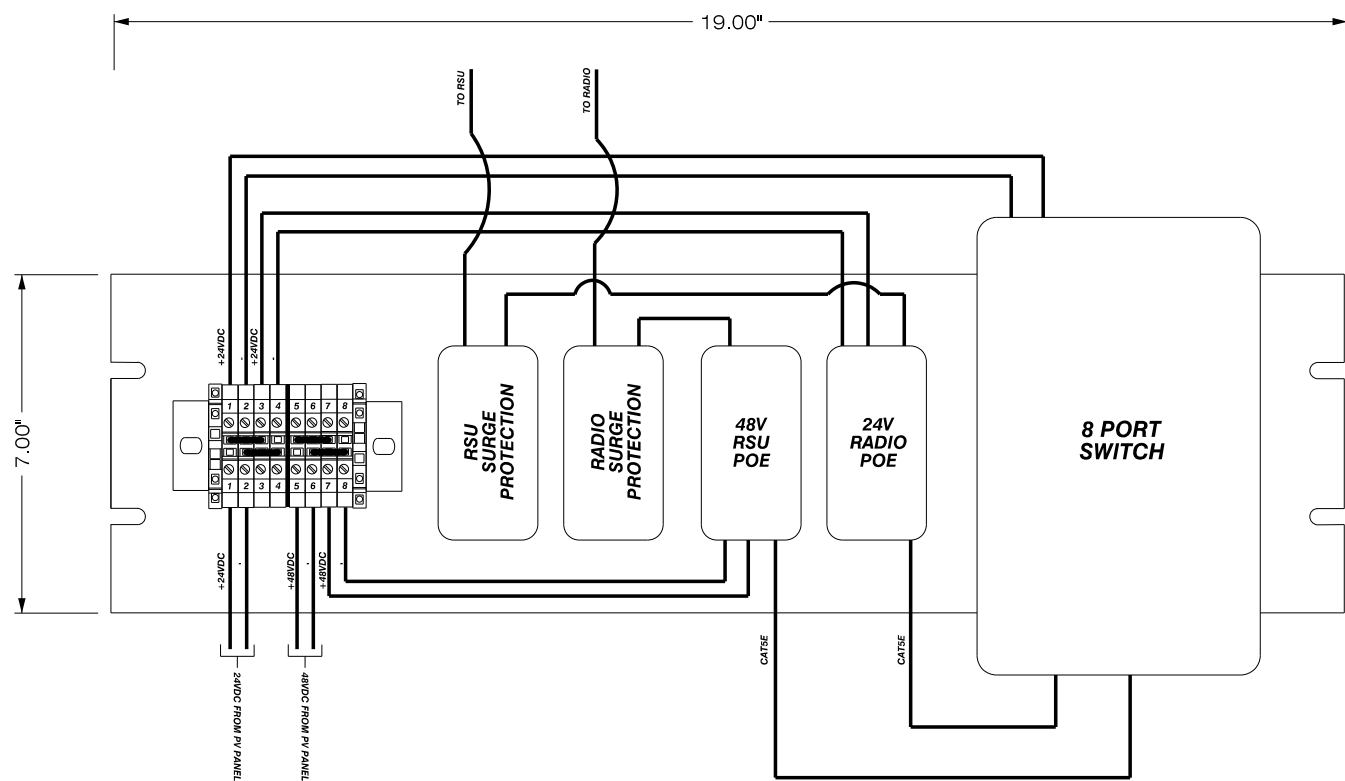 19.00"
TO RSU
TO RADIO
7.00"
+24VDC
-
+24VDC
-
1 2 3 4 5 6 7 8
1 2 3 4 5 6 7 8
RSU
SURGE
PROTECTION
RADIO
SURGE
PROTECTION
48V
RSU
POE
24V
RADIO
POE
8 PORT
SWITCH
+24VDC
-
+48VDC
-
+48VDC
-
CAT5E
CAT5E
24VDC FROM PV PANEL
48VDC FROM PV PANEL